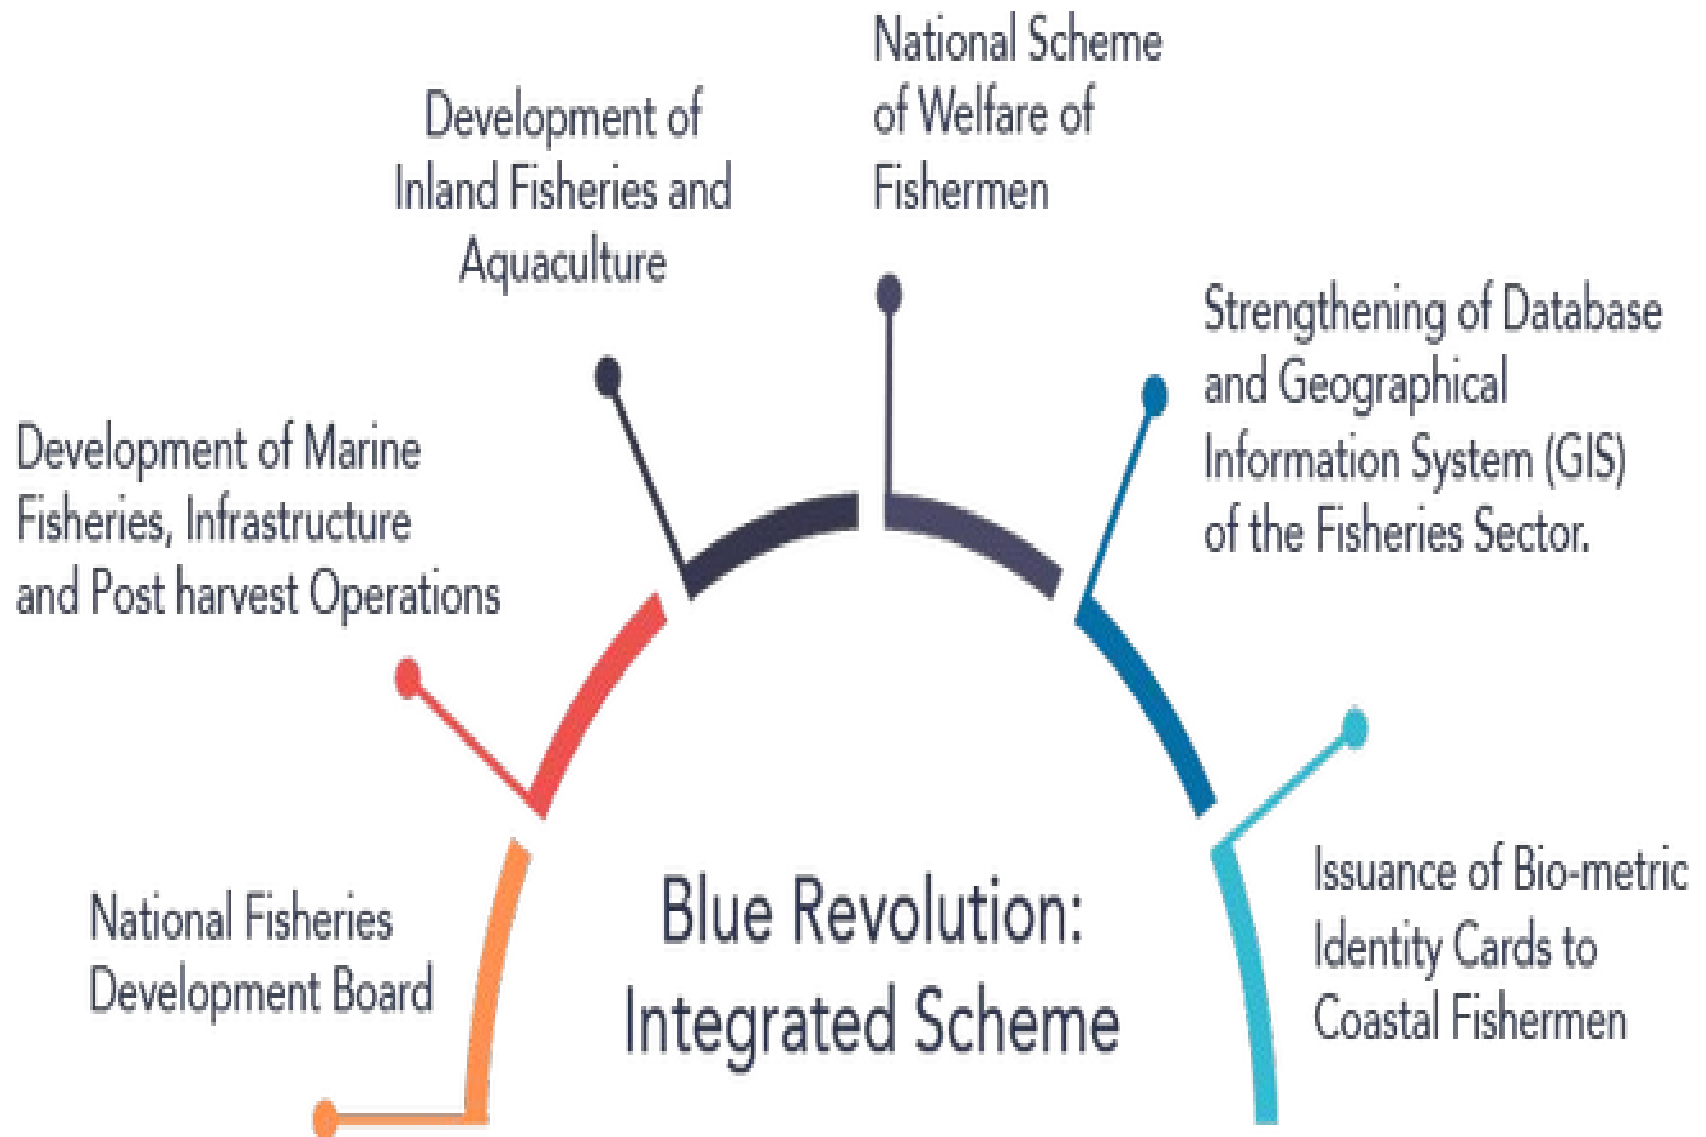 National Scheme
of Welfare of
Fishermen
Development of
Inland Fisheries and
Aquaculture
Strengthening of Database
and Geographical
Information System (GIS)
of the Fisheries Sector.
Development of Marine
Fisheries, Infrastructure
and Post harvest Operations
Issuance of Bio-metric
Identity Cards to
Coastal Fishermen
National Fisheries
Development Board
Blue Revolution:
Integrated Scheme